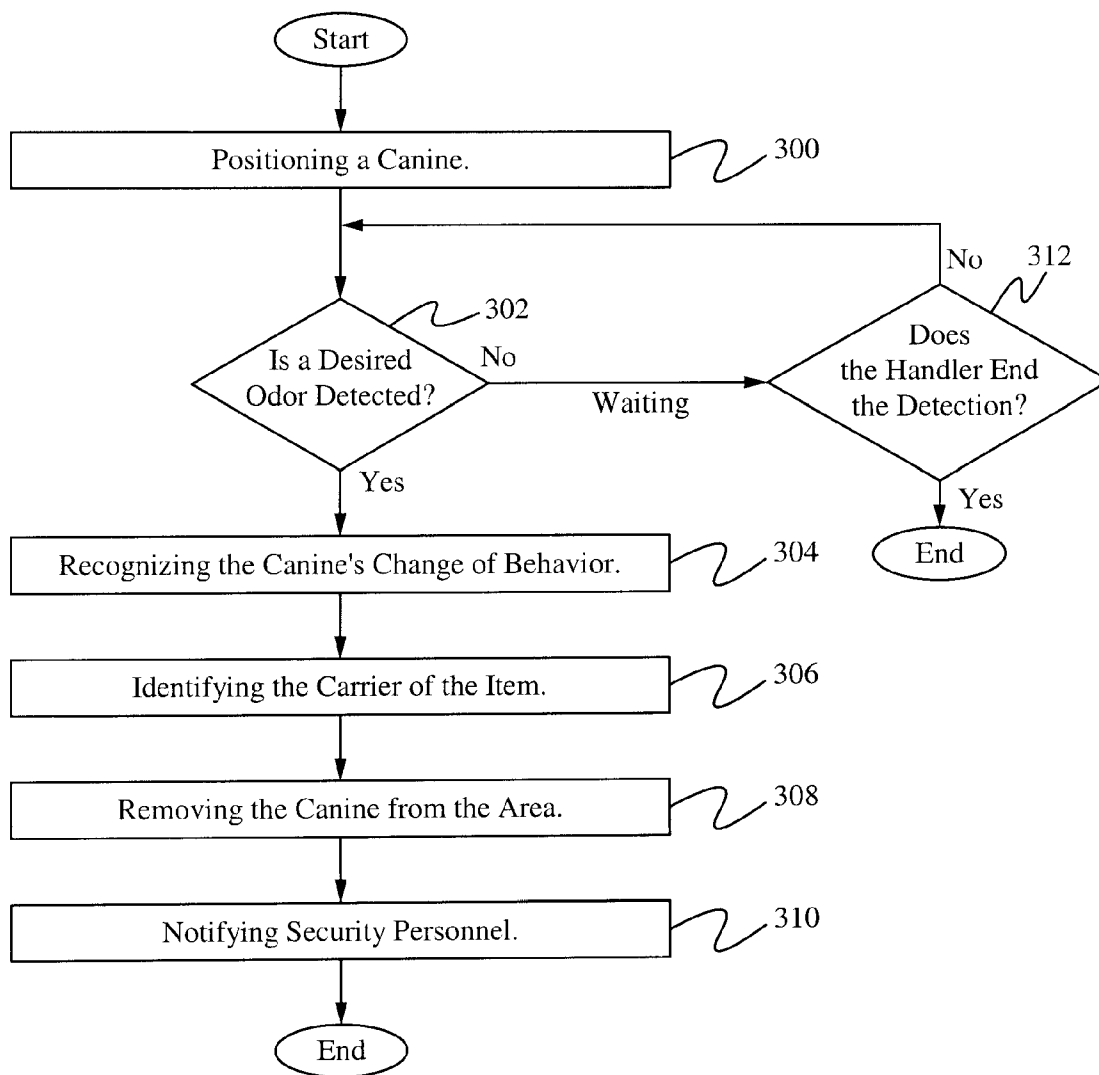 Start
Positioning a Canine.
300
No
312
302
Is a Desired
Odor Detected?
No
Waiting
Does
the Handler End
the Detection?
Yes
Yes
End
Recognizing the Canine's Change of Behavior.
304
Identifying the Carrier of the Item.
306
Removing the Canine from the Area.
308
Notifying Security Personnel.
310
End